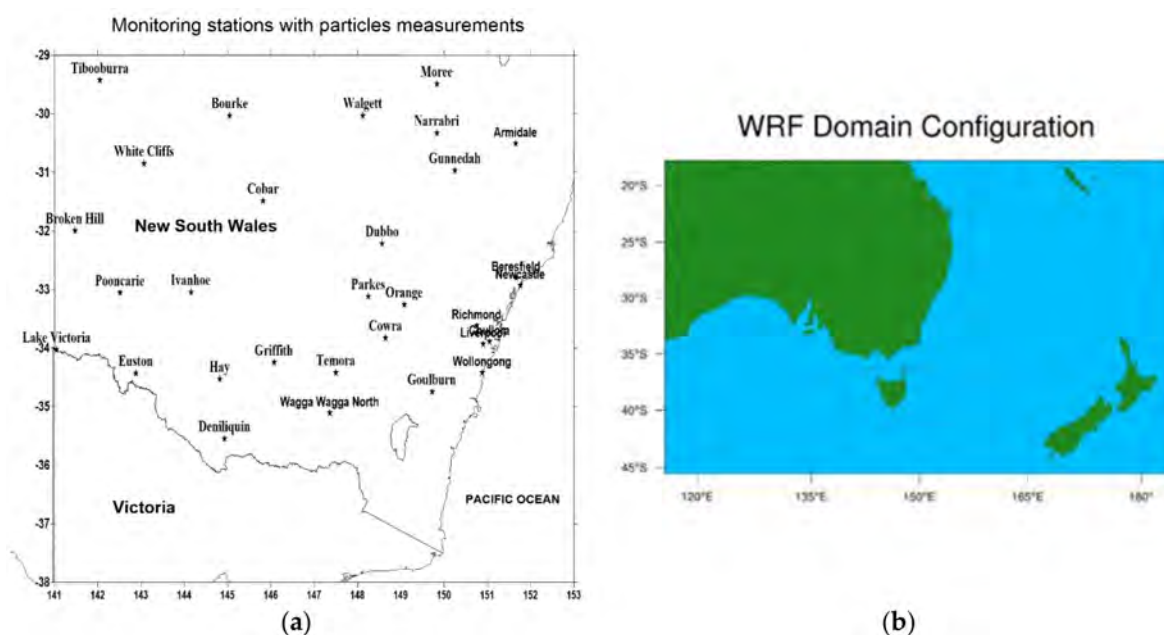 Monitoring stations with particles measurements
-29
Tibooburra
Moree
-30
Bourke
Walgett
Narrabri
Armidale
White Cliffs
Gunnedah
-31
Cobar
Broken Hill
New South Wales
-32
Dubbo
Beresfield
Newcastle
-33
Pooncarie
Ivanhoe
Parkes
Orange
Richmond
Cowra
Liverpool
Lake Victoria
-34
Euston
Hay
Griffith
Temora
Wollongong
Goulburn
-35
Wagga Wagga North
Deniliquin
-36
Victoria
PACIFIC OCEAN
-37
-38
141 142 143 144 145 146 147 148 149 150 151 152 153
(a)
WRF Domain Configuration
20°S
25°S
30°S
35°S
40°S
45°S
120°E 135°E 150°E 165°E 180°
(b)